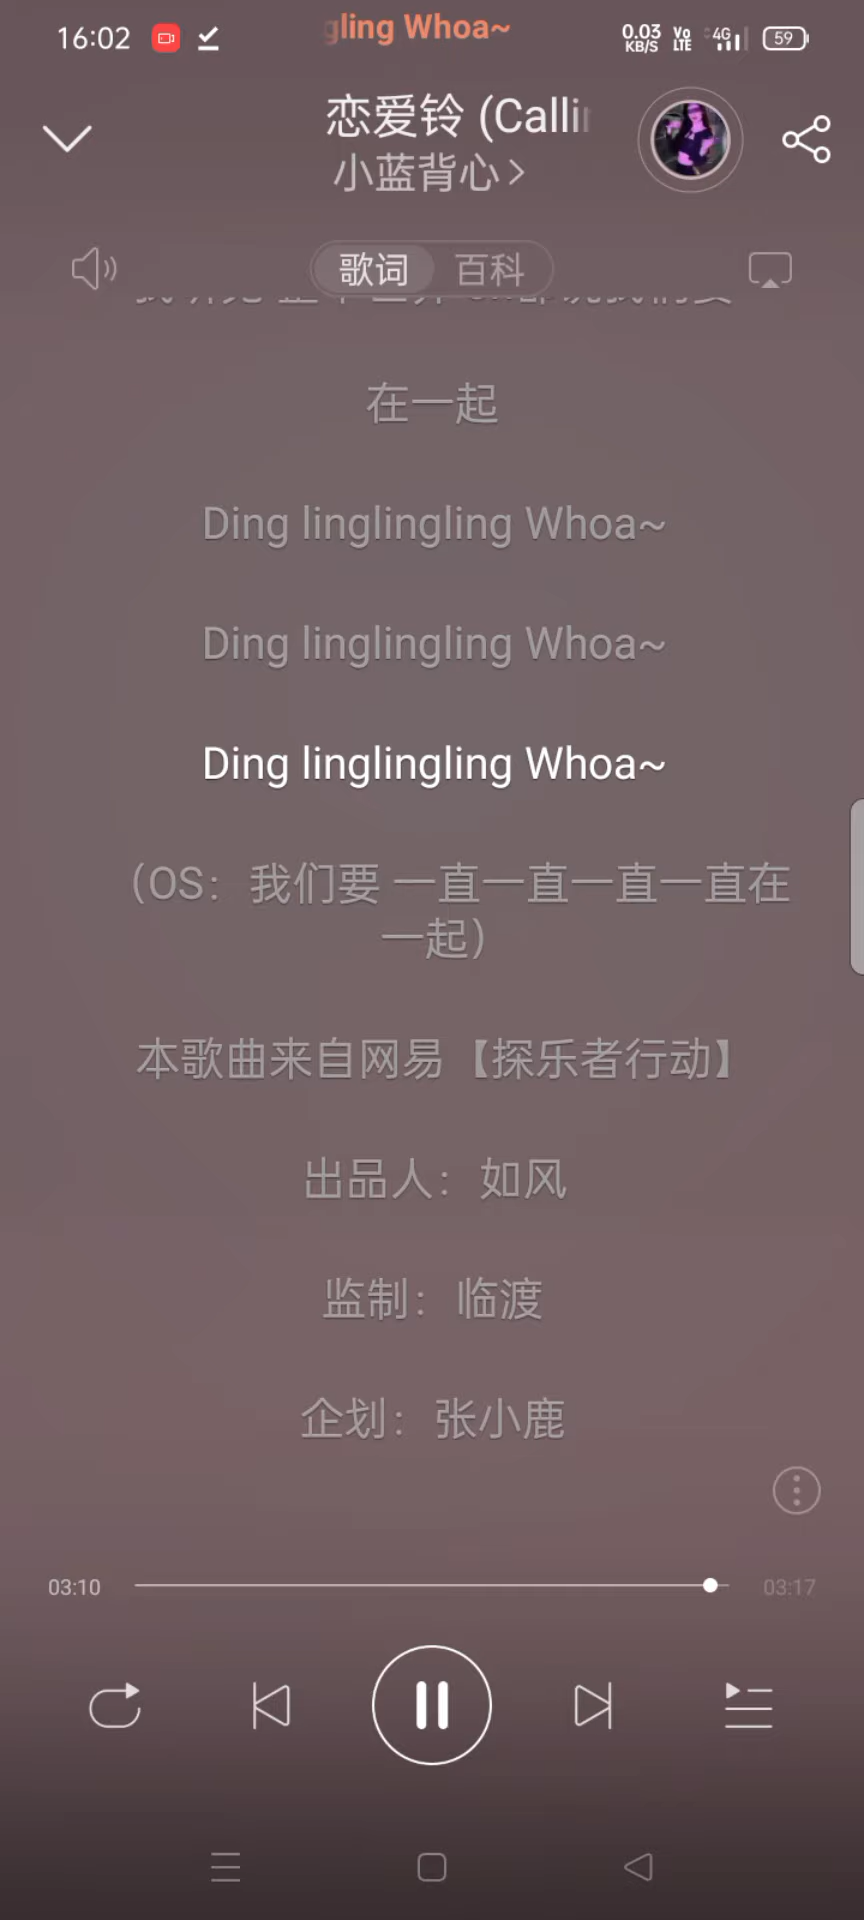 16:02
gling Whoa~
0.03
KB/S
Vo
LTE
4G
59
恋爱铃 (Calli
小蓝背心
歌词
百科
在一起
Ding linglingling Whoa~
Ding linglingling Whoa~
Ding linglingling Whoa~
（OS：我们要 一直一直一直一直在
一起）
本歌曲来自网易【探乐者行动】
出品人：如风
监制：临渡
企划：张小鹿
03:10
03:17